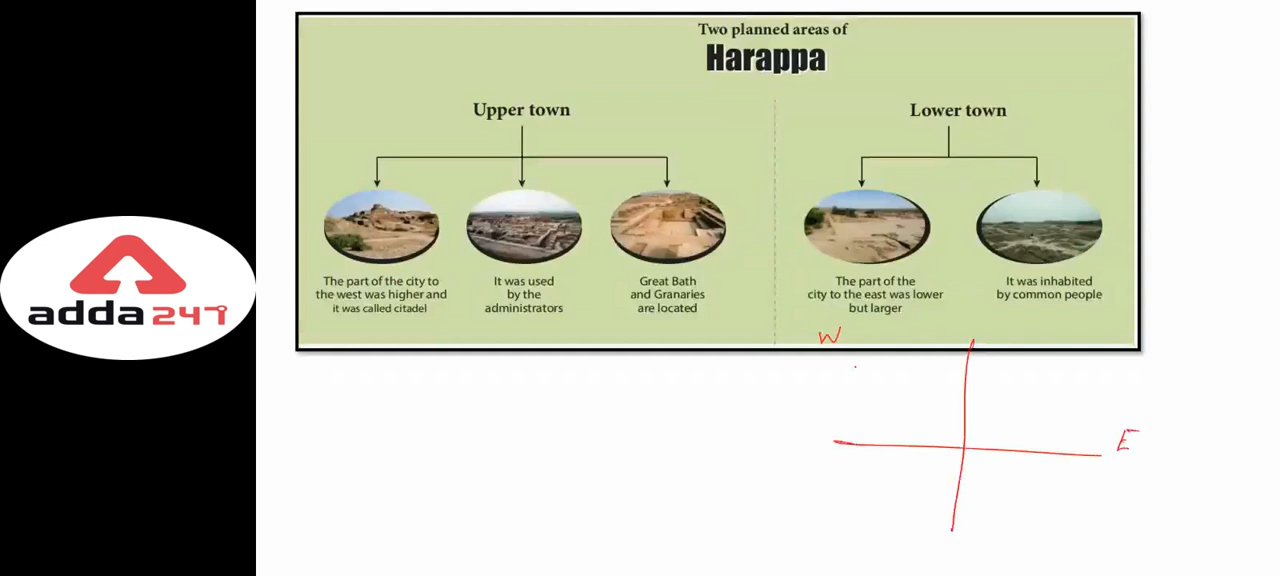 Two planned areas of
Harappa
Upper town
Lower town
The part of the city to
the west was higher and
it was called citadel
It was used
by the
administrators
Great Bath
and Granaries
are located
The part of the
city to the east was lower
but larger
It was inhabited
by common people
adda247
W
E